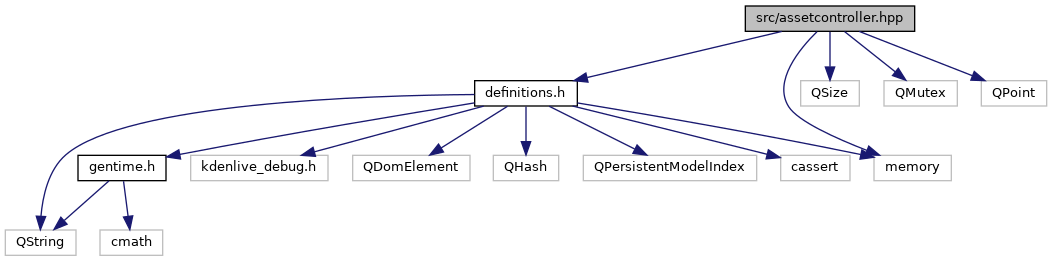 src/assetcontroller.hpp
definitions.h
QSize
QMutex
QPoint
gentime.h
kdenlive_debug.h
QDomElement
QHash
QPersistentModelIndex
cassert
memory
QString
cmath